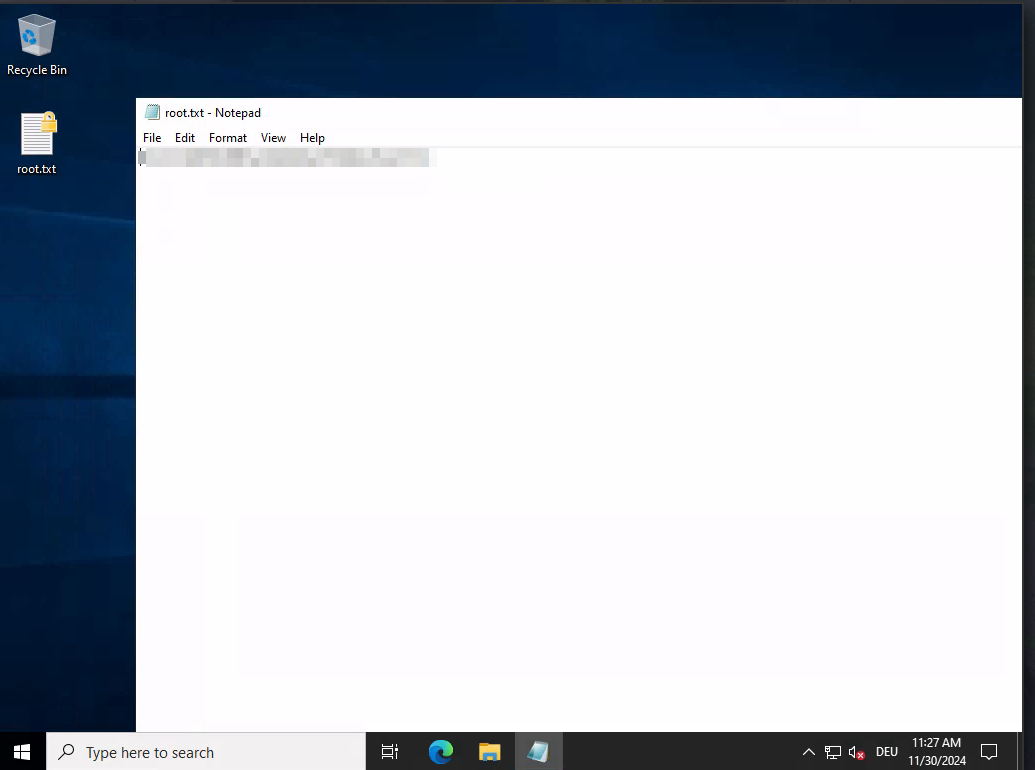 Recycle Bin
root.txt
root.txt - Notepad
File Edit Format View Help
Type here to search
DEU
11:27 AM
11/30/2024